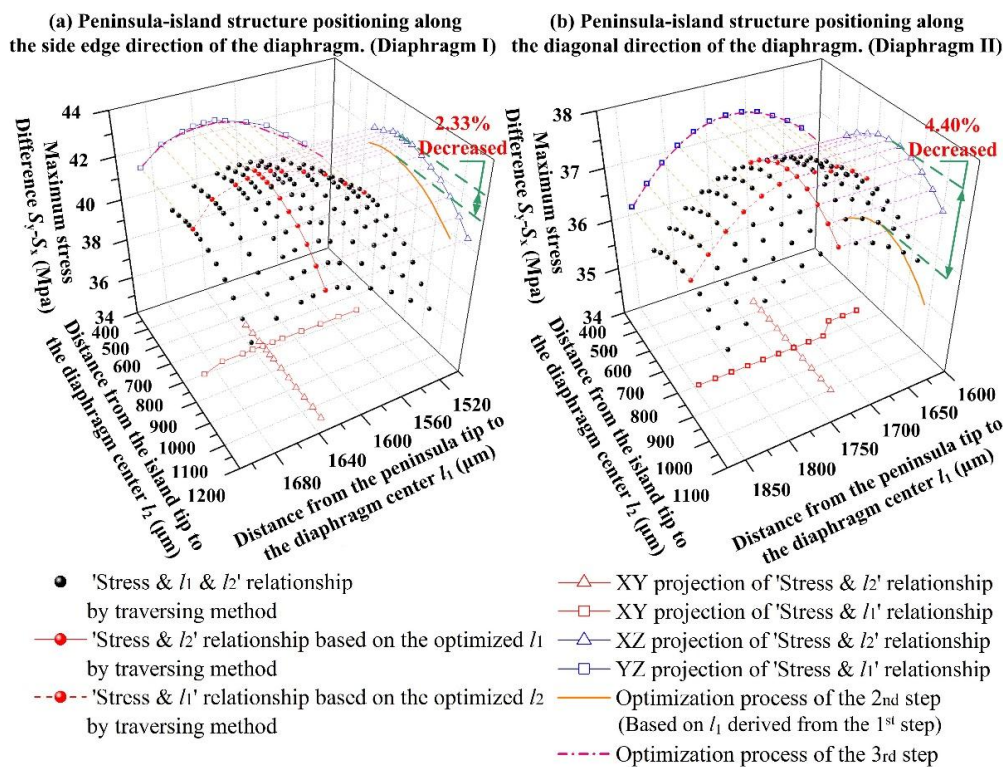 (a) Peninsula-island structure positioning along
the side edge direction of the diaphragm. (Diaphragm I)
44
42
40
38
36
34
Maximum stress
Difference Sy-Sx (Mpa)
2.33%
Decreased
400
500
600
700
800
900
1000
1100
1200
Distance from the island tip to
the diaphragm center l2 (μm)
1680
1640
1600
1560
1520
Distance from the peninsula tip to
the diaphragm center l1 (μm)
(b) Peninsula-island structure positioning along
the diagonal direction of the diaphragm. (Diaphragm II)
38
37
36
35
34
Maximum stress
Difference Sy-Sx (Mpa)
4.40%
Decreased
400
500
600
700
800
900
1000
1100
Distance from the island tip to
the diaphragm center l2 (μm)
1850
1800
1750
1700
1650
1600
Distance from the peninsula tip to
the diaphragm center l1 (μm)
'Stress & l1 & l2' relationship
by traversing method
'Stress & l2' relationship based on the optimized l1
by traversing method
'Stress & l1' relationship based on the optimized l2
by traversing method
XY projection of 'Stress & l2' relationship
XY projection of 'Stress & l1' relationship
XZ projection of 'Stress & l2' relationship
YZ projection of 'Stress & l1' relationship
Optimization process of the 2nd step
(Based on l1 derived from the 1st step)
Optimization process of the 3rd step